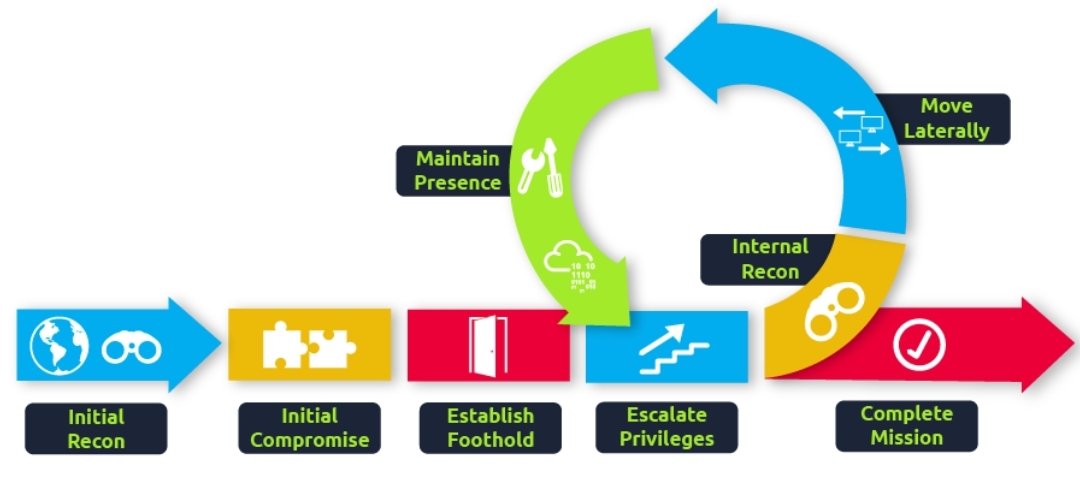 Move
Laterally
Maintain
Presence
Internal
Recon
10 10
1110
Initial
Recon
Initial
Compromise
Establish
Foothold
Escalate
Privileges
Complete
Mission